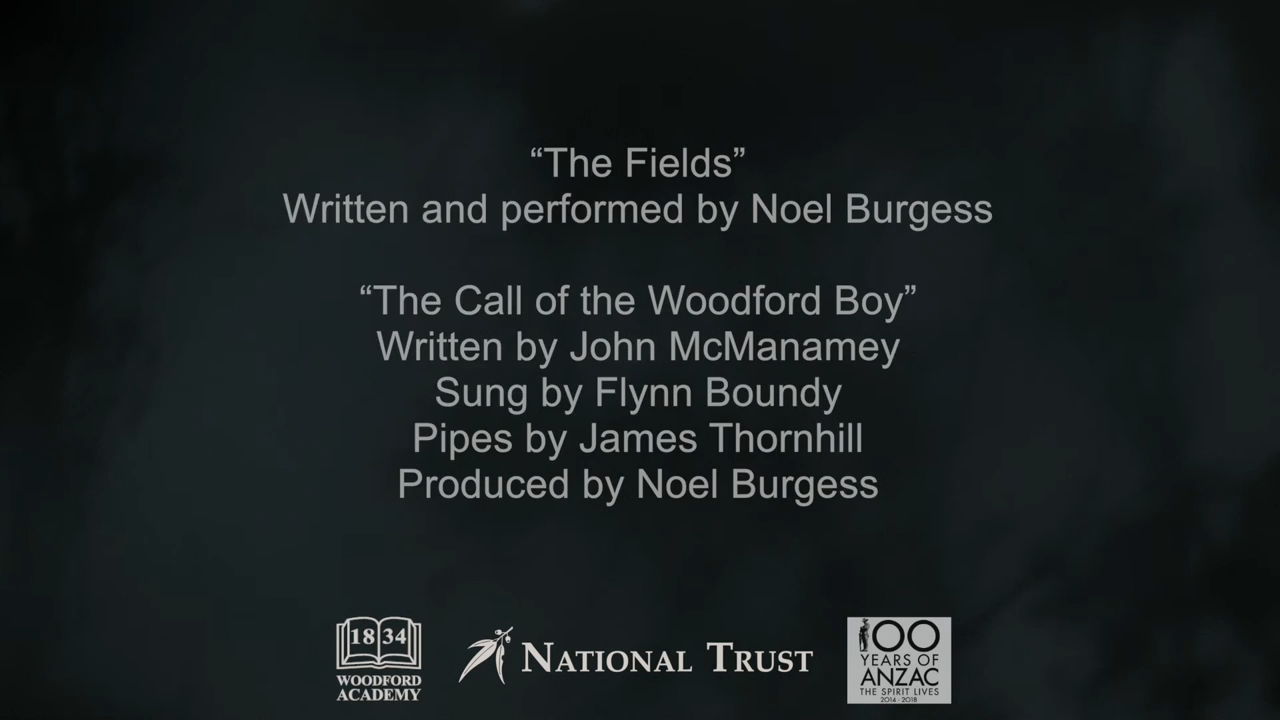 “The Fields”
Written and performed by Noel Burgess
“The Call of the Woodford Boy”
Written by John McManamey
Sung by Flynn Boundy
Pipes by James Thornhill
Produced by Noel Burgess
18 34
WOODFORD
ACADEMY
NATIONAL TRUST
100
YEARS OF
ANZAC
THE SPIRIT LIVES
2014 - 2018